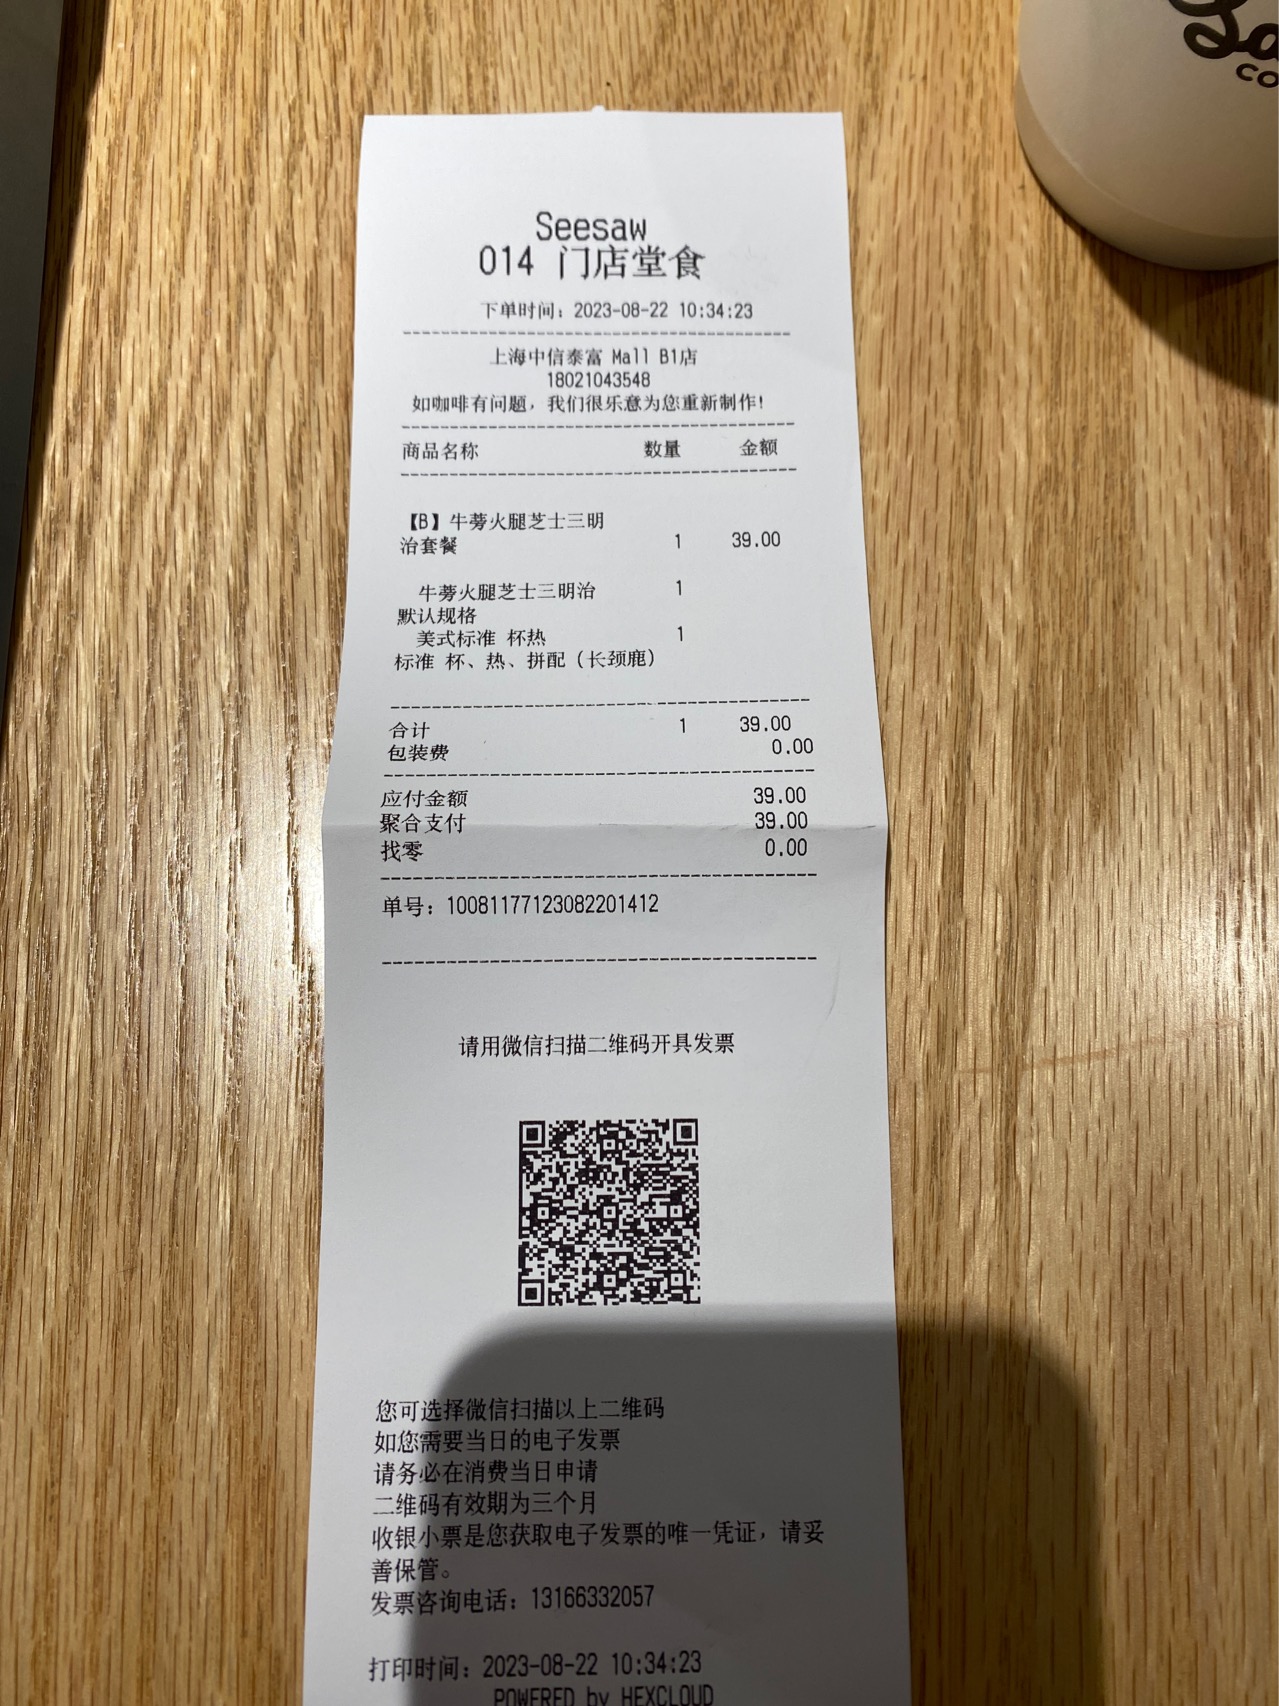 Seesaw
014 门店堂食
下单时间：2023-08-22 10:34:23
上海中信泰富 Mall B1店
18021043548
如咖啡有问题，我们很乐意为您重新制作！
商品名称 数量 金额
【B】牛蒡火腿芝士三明
治套餐 1 39.00
牛蒡火腿芝士三明治 1
默认规格
美式标准 杯热 1
标准 杯、热、拼配（长颈鹿）
合计 1 39.00
包装费 0.00
应付金额 39.00
聚合支付 39.00
找零 0.00
单号：10081177123082201412
请用微信扫描二维码开具发票
您可选择微信扫描以上二维码
如您需要当日的电子发票
请务必在消费当日申请
二维码有效期为三个月
收银小票是您获取电子发票的唯一凭证，请妥
善保管。
发票咨询电话：13166332057
打印时间：2023-08-22 10:34:23
POWERED by HEXCLOUD